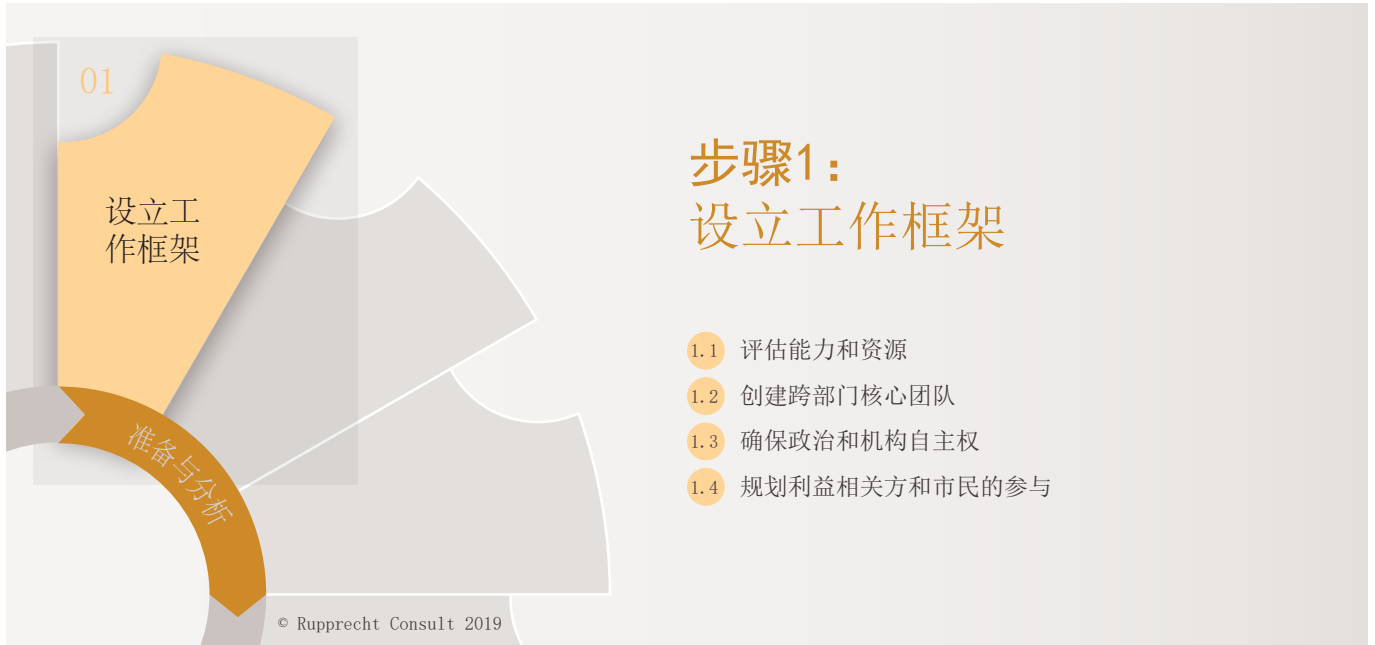 01
设立工
作框架
准备与分析
© Rupprecht Consult 2019
步骤1:
设立工作框架
1.1 评估能力和资源
1.2 创建跨部门核心团队
1.3 确保政治和机构自主权
1.4 规划利益相关方和市民的参与